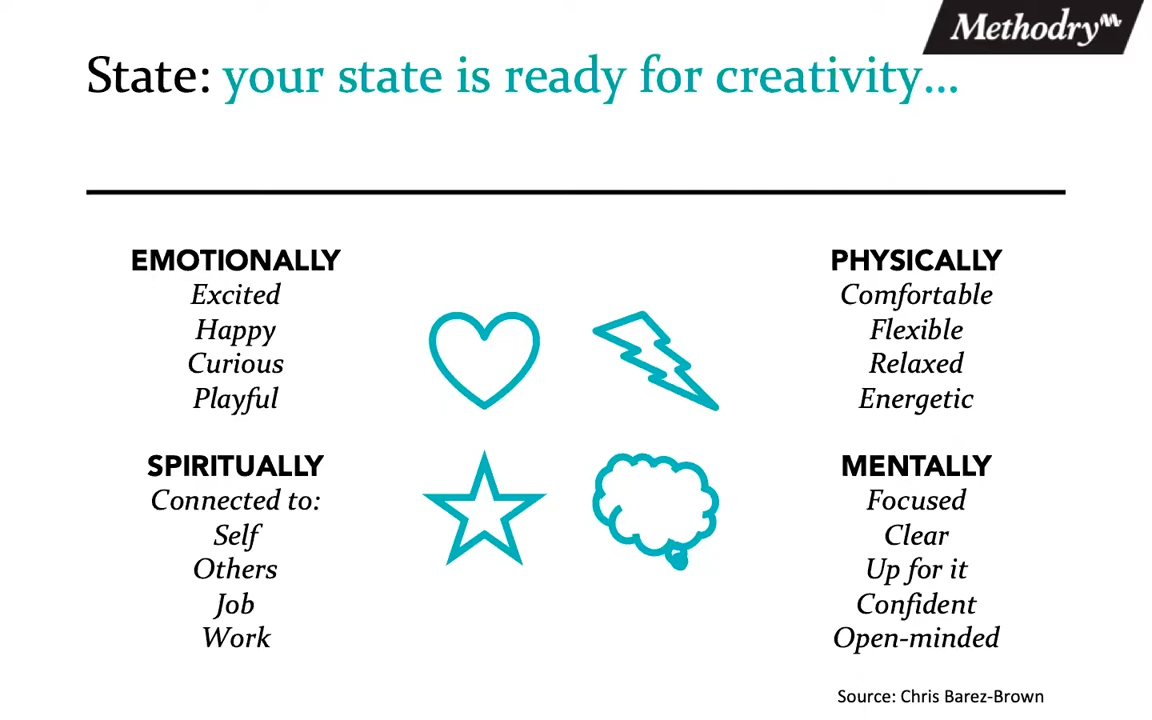 Methodry
State: your state is ready for creativity...
EMOTIONALLY
Excited
Happy
Curious
Playful
PHYSICALLY
Comfortable
Flexible
Relaxed
Energetic
SPIRITUALLY
Connected to:
Self
Others
Job
Work
MENTALLY
Focused
Clear
Up for it
Confident
Open-minded
Source: Chris Barez-Brown